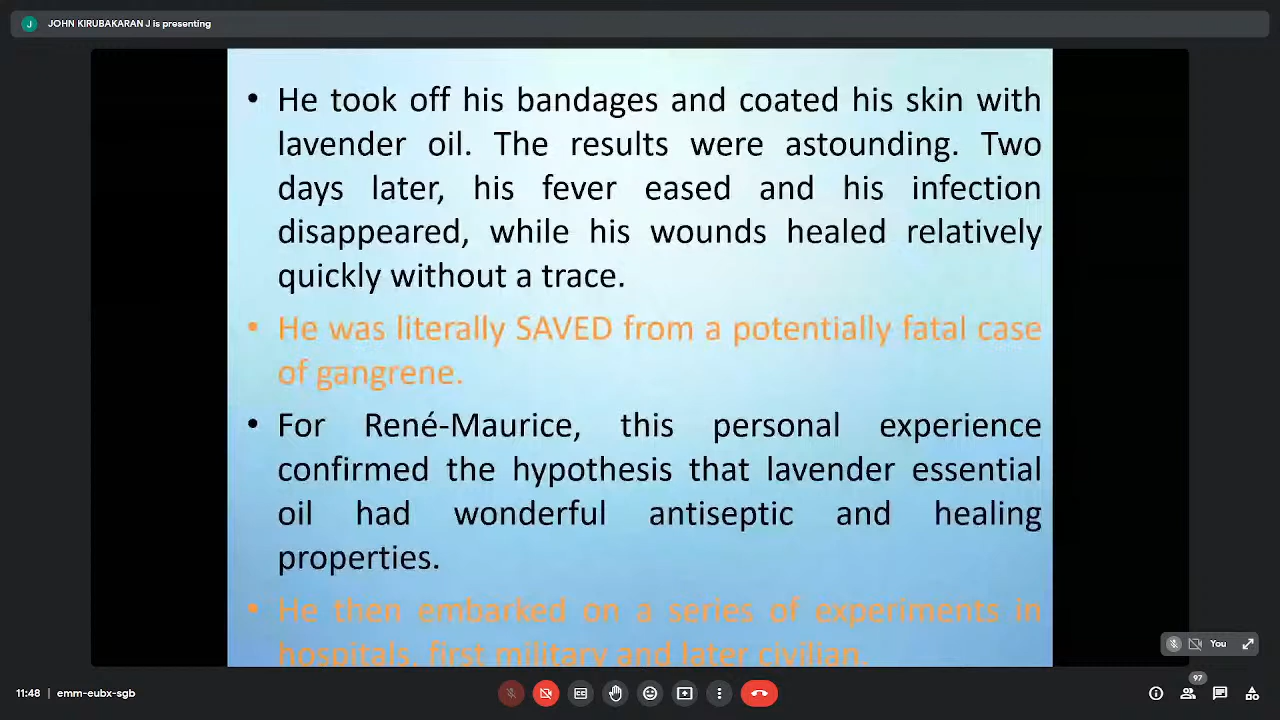 J JOHN KIRUBAKARAN J is presenting
• He took off his bandages and coated his skin with
lavender oil. The results were astounding. Two
days later, his fever eased and his infection
disappeared, while his wounds healed relatively
quickly without a trace.
• He was literally SAVED from a potentially fatal case
of gangrene.
• For René-Maurice, this personal experience
confirmed the hypothesis that lavender essential
oil had wonderful antiseptic and healing
properties.
• He then embarked on a series of experiments in
hospitals, first military and later civilian.
You
97
11:48 | emm-eubx-sgb